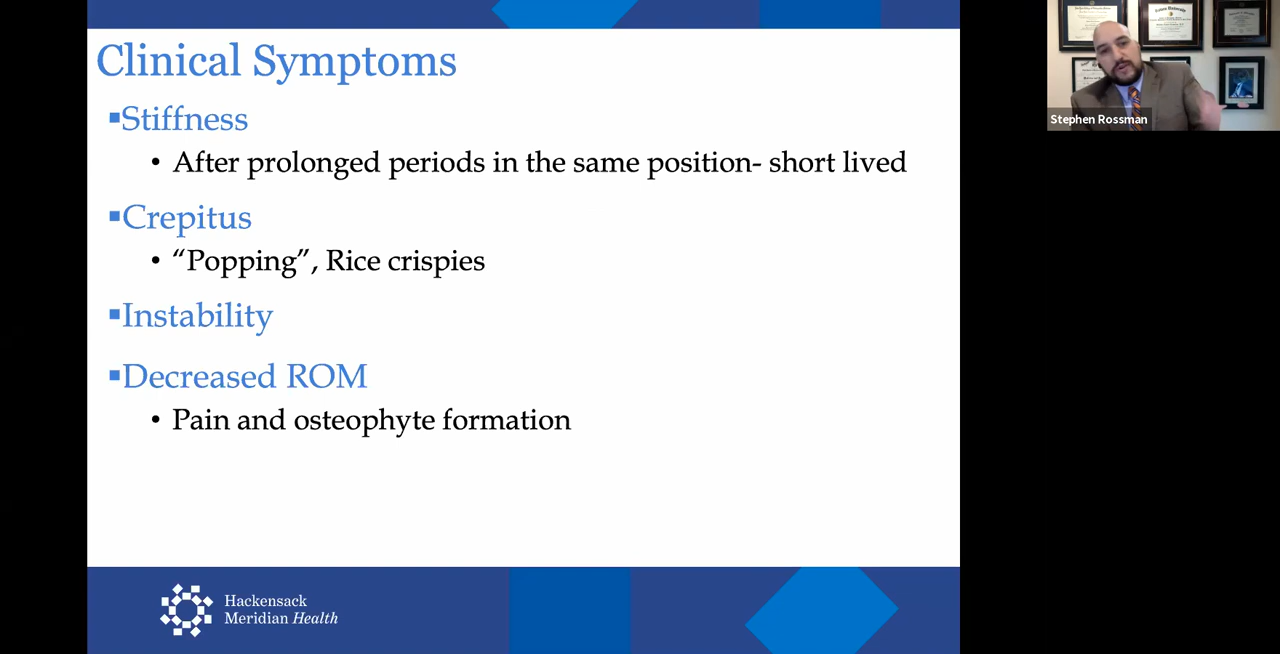 Clinical Symptoms
▪Stiffness
• After prolonged periods in the same position- short lived
▪Crepitus
• “Popping”, Rice crispies
▪Instability
▪Decreased ROM
• Pain and osteophyte formation
Hackensack
Meridian Health
Stephen Rossman